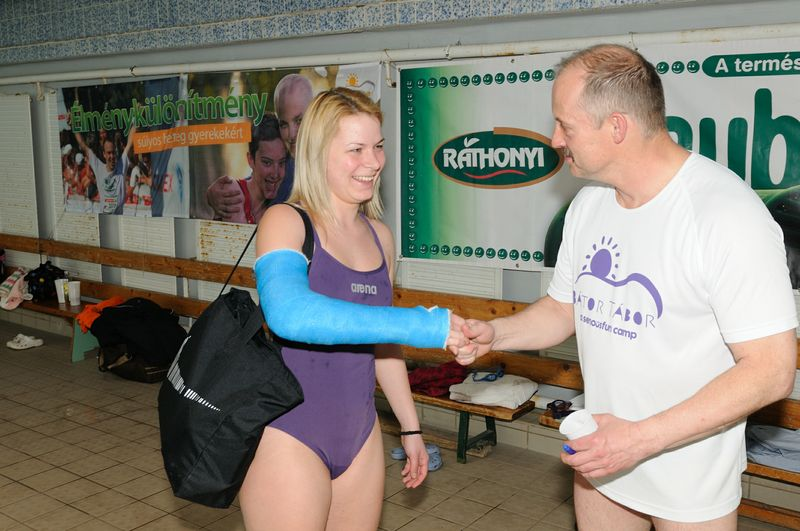 Élménykülönítmény
súlyos beteg gyerekekért
RÁTHONYI
A termés
ub
arena
BÁTOR TÁBOR
a seriousfun camp